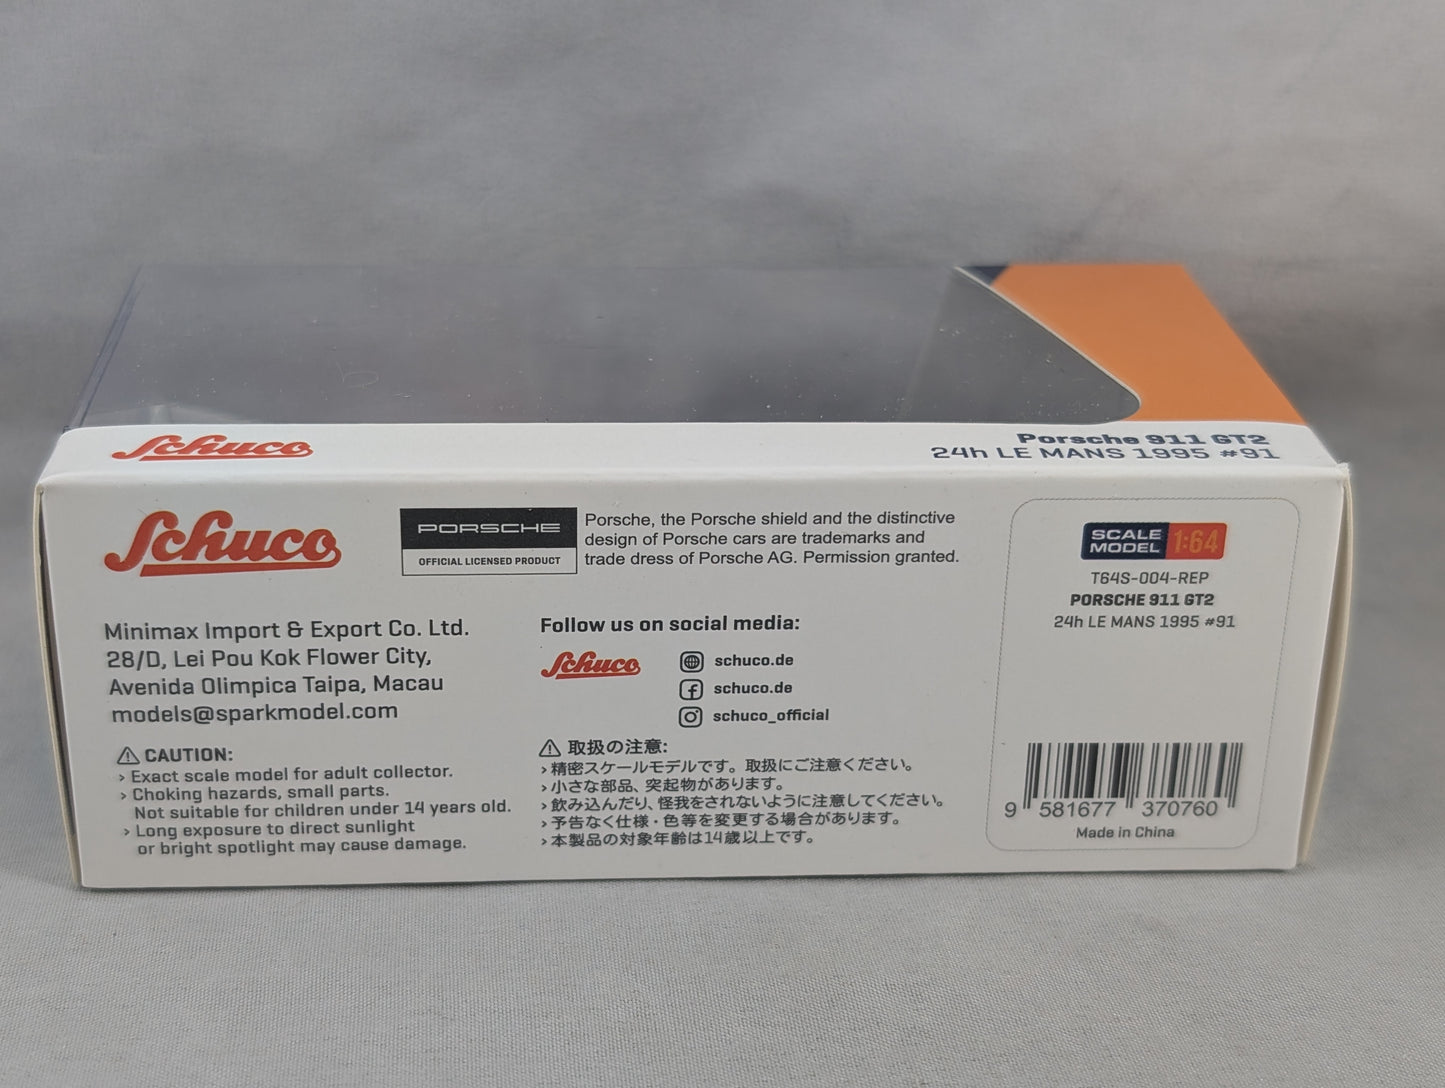 Schuco
Porsche 911 GT2
24h LE MANS 1995 #91
Schuco
PORSCHE
OFFICIAL LICENSED PRODUCT
Porsche, the Porsche shield and the distinctive
design of Porsche cars are trademarks and
trade dress of Porsche AG. Permission granted.
Minimax Import & Export Co. Ltd.
28/D, Lei Pou Kok Flower City,
Avenida Olimpica Taipa, Macau
models@sparkmodel.com
⚠ CAUTION:
› Exact scale model for adult collector.
› Choking hazards, small parts.
Not suitable for children under 14 years old.
› Long exposure to direct sunlight
or bright spotlight may cause damage.
Follow us on social media:
Schuco
schuco.de
schuco.de
schuco_official
⚠ 取扱の注意:
›精密スケールモデルです。取扱にご注意ください。
›小さな部品、突起物があります。
›飲み込んだり、怪我をされないように注意してください。
›予告なく仕様・色等を変更する場合があります。
›本製品の対象年齢は14歳以上です。
SCALE
MODEL 1:64
T64S-004-REP
PORSCHE 911 GT2
24h LE MANS 1995 #91
9 581677 370760
Made in China